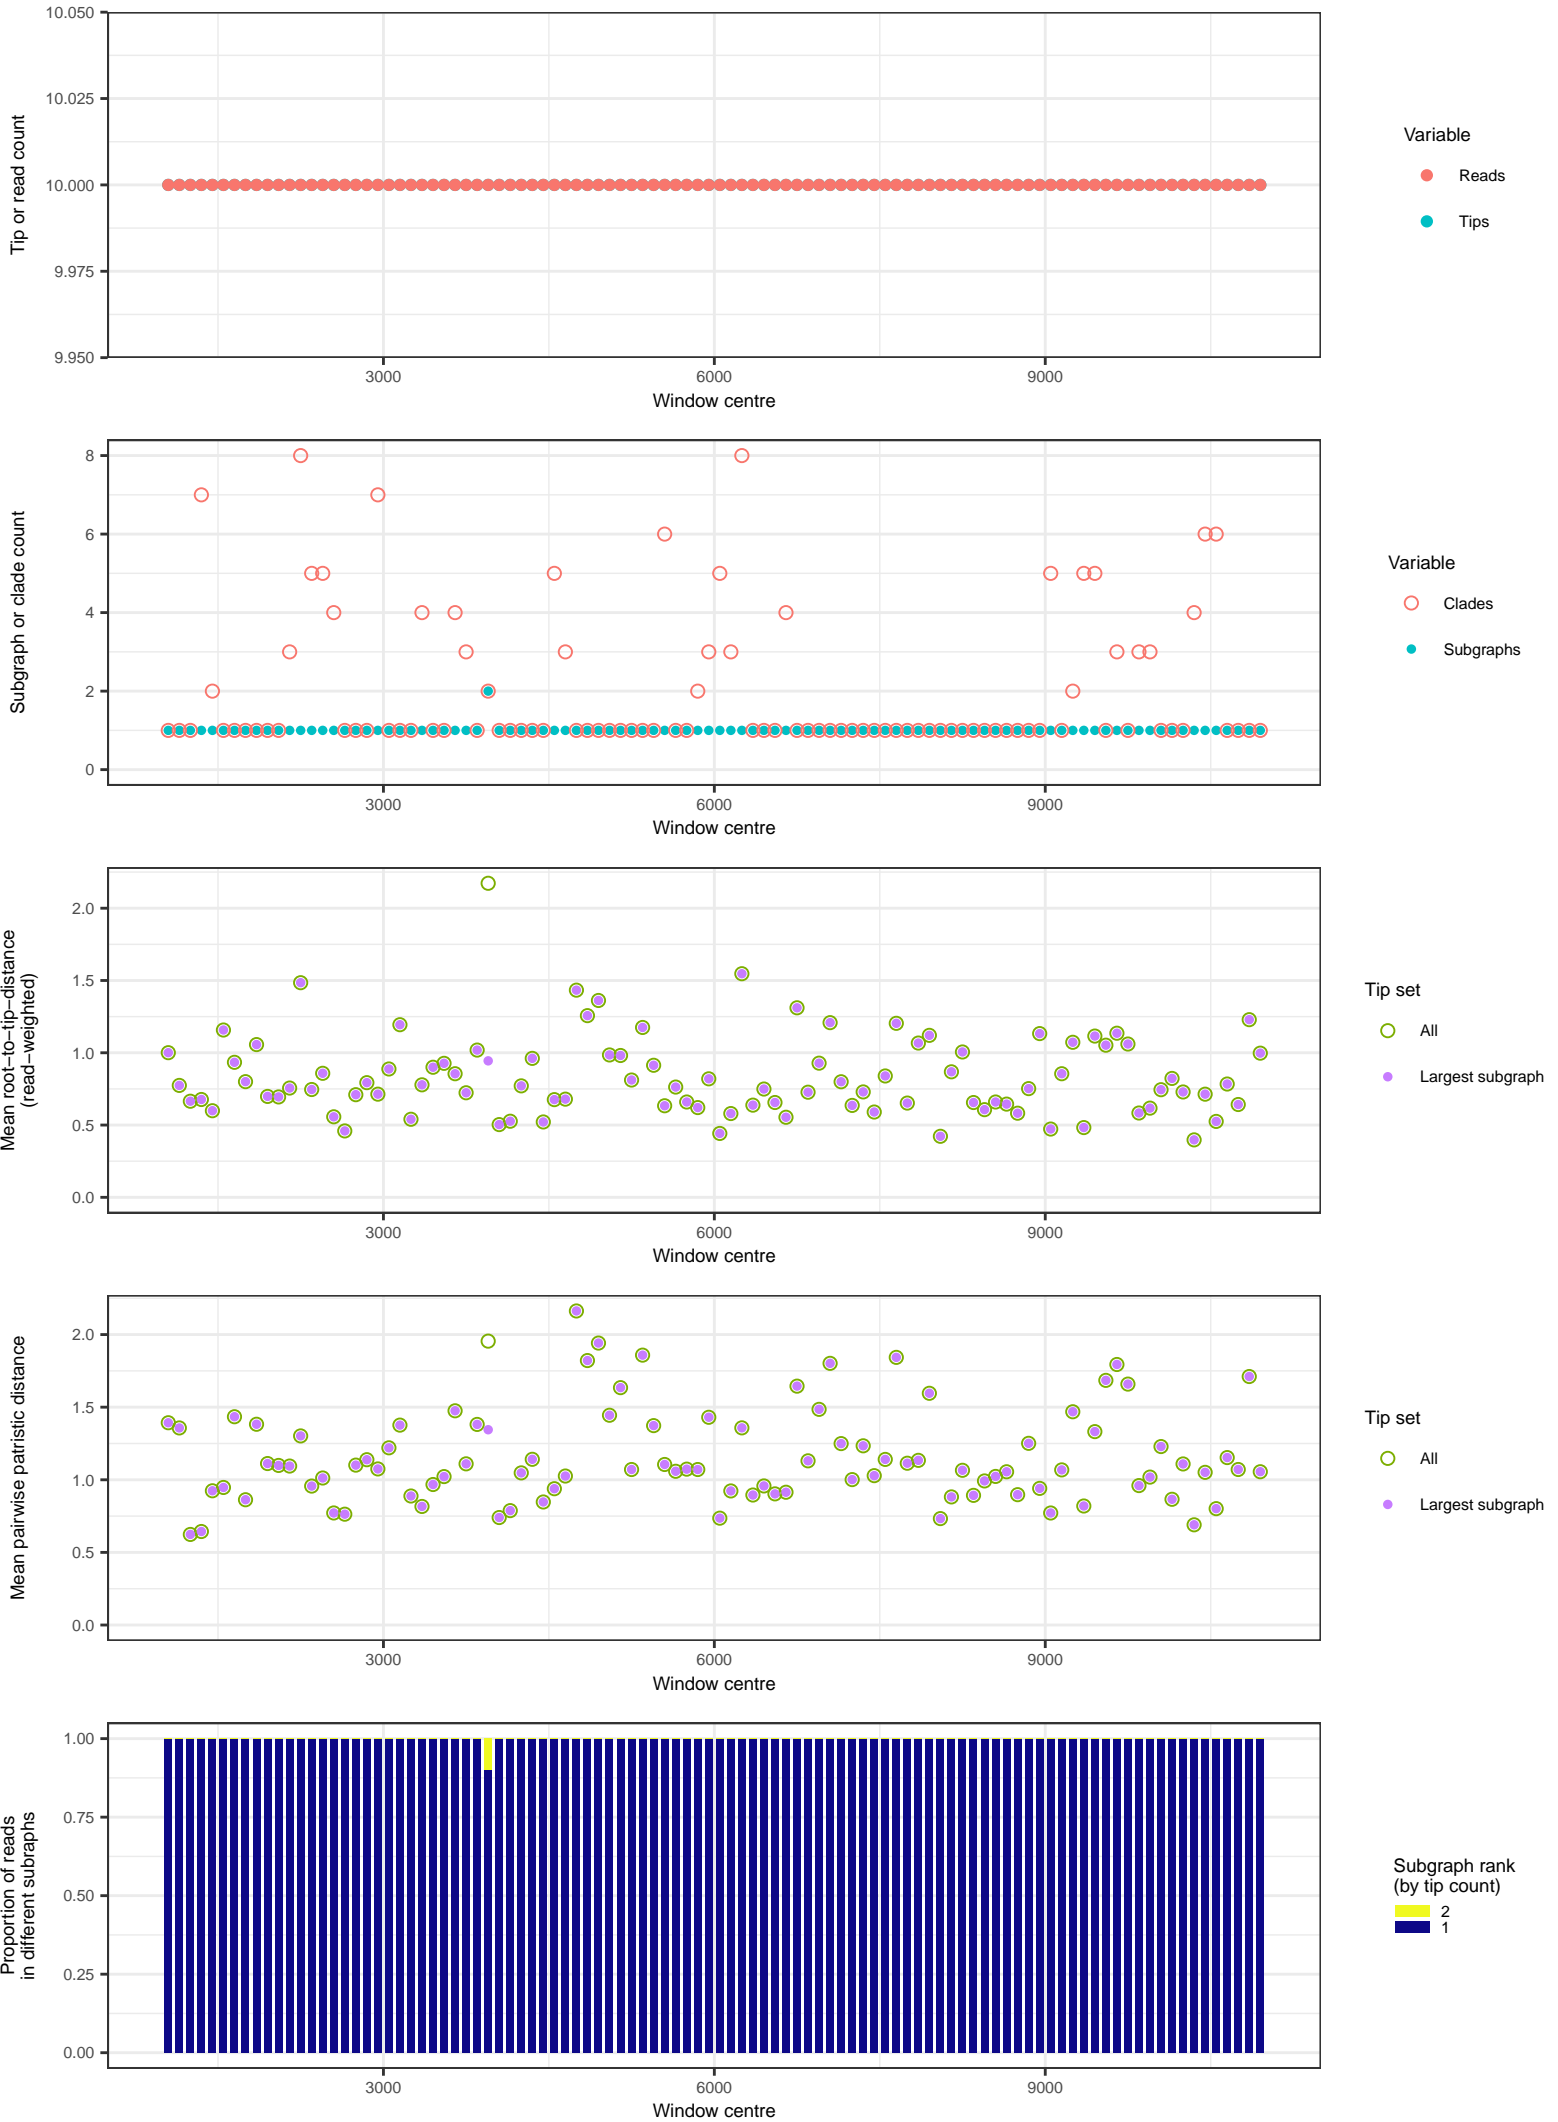 10.050
10.025
10.000
9.975
9.950
Tip or read count
3000
6000
9000
Window centre
Variable
Reads
Tips
8
6
4
2
0
Subgraph or clade count
3000
6000
9000
Window centre
Variable
Clades
Subgraphs
2.0
1.5
1.0
0.5
0.0
Mean root−to−tip−distance
(read−weighted)
3000
6000
9000
Window centre
Tip set
All
Largest subgraph
2.0
1.5
1.0
0.5
0.0
Mean pairwise patristic distance
3000
6000
9000
Window centre
Tip set
All
Largest subgraph
1.00
0.75
0.50
0.25
0.00
Proportion of reads
in different subraphs
3000
6000
9000
Window centre
Subgraph rank
(by tip count)
2
1